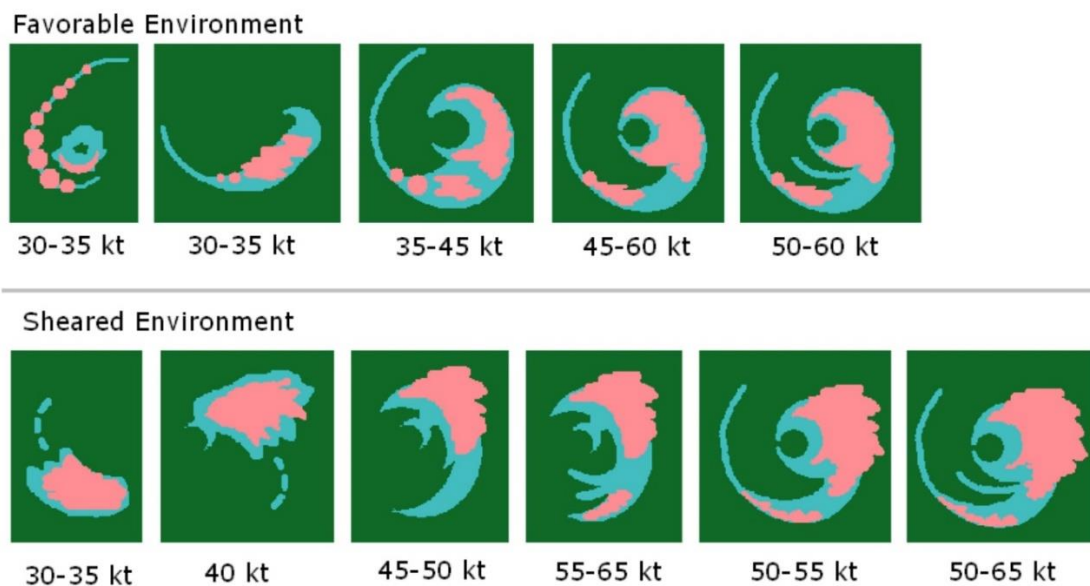 Favorable Environment
30-35 kt
30-35 kt
35-45 kt
45-60 kt
50-60 kt
Sheared Environment
30-35 kt
40 kt
45-50 kt
55-65 kt
50-55 kt
50-65 kt